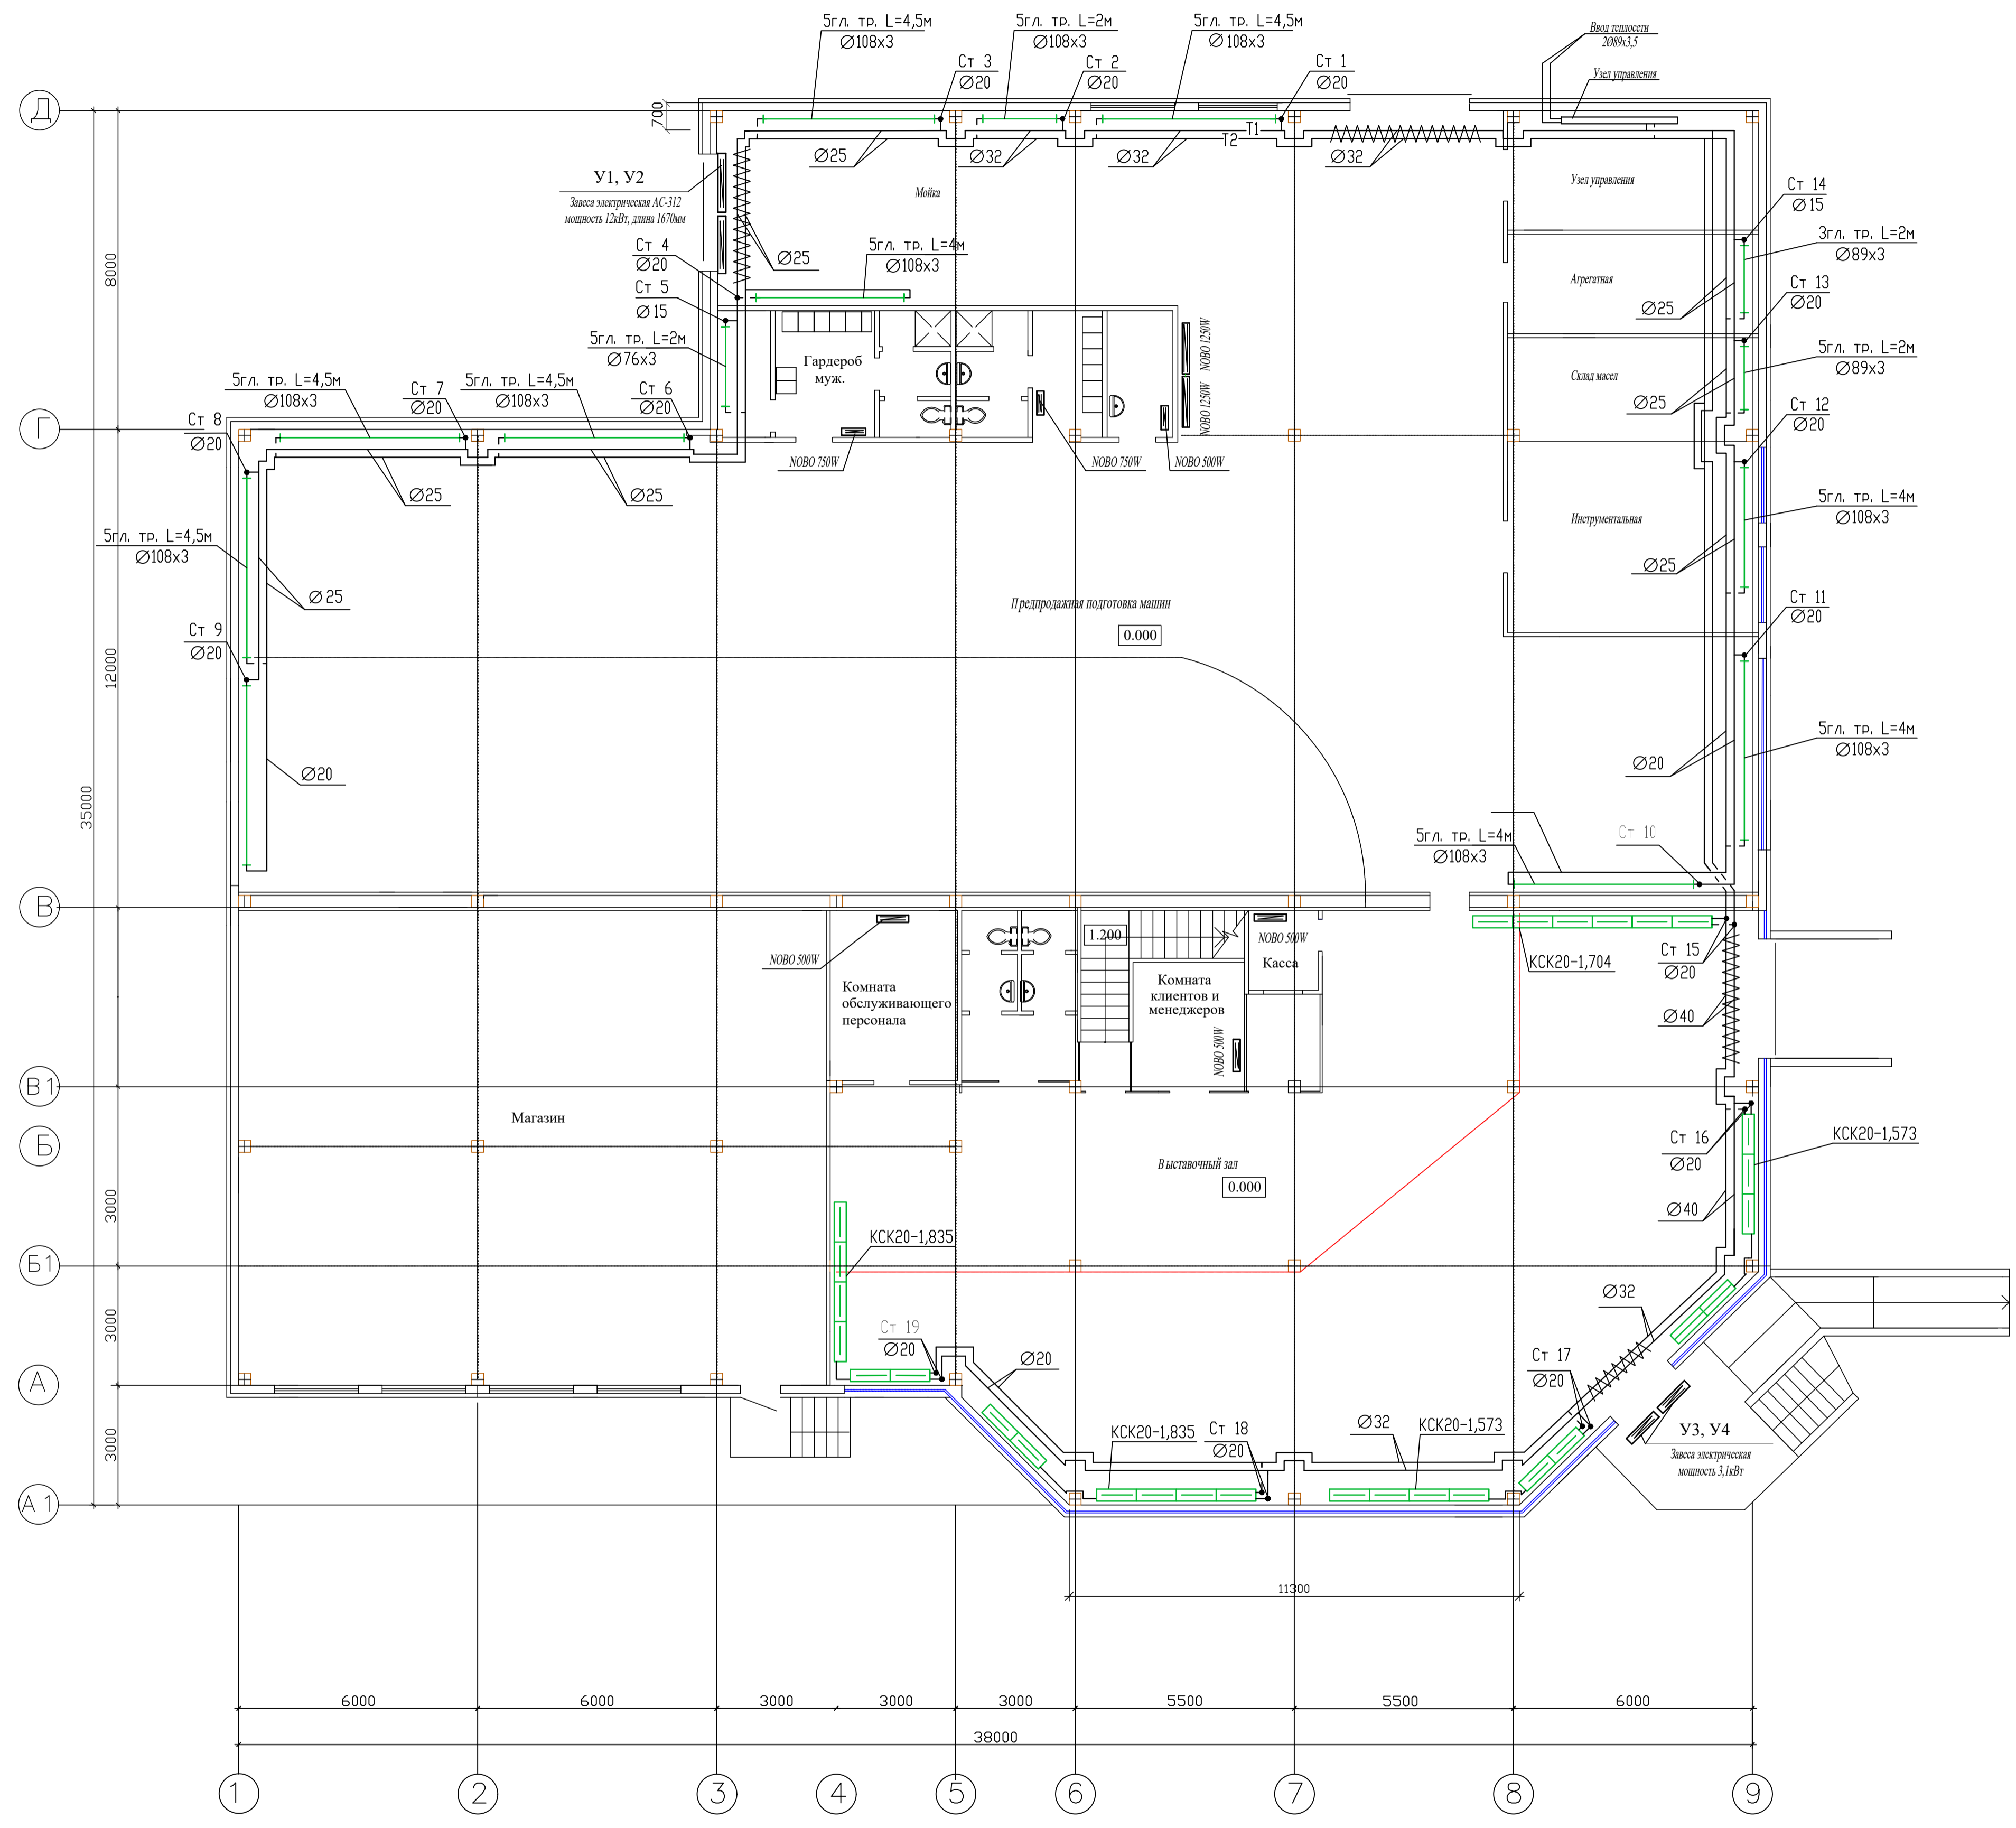 5гл. тр. L=4,5м
∅108х3
5гл. тр. L=2м
∅108х3
5гл. тр. L=4,5м
∅108х3
Ввод теплосети
2Ø89х3,5
Узел управления
Ст 3
∅20
Ст 2
∅20
Ст 1
∅20
Д
700
Т1
Т2
∅25
∅32
∅32
∅32
У1, У2
Завеса электрическая АС-312
мощность 12кВт, длина 1670мм
Мойка
Узел управления
Ст 14
∅15
3гл. тр. L=2м
∅89х3
8000
Ст 4
∅20
∅25
5гл. тр. L=4м
∅108х3
Агрегатная
Ст 13
∅20
∅25
Ст 5
∅15
5гл. тр. L=2м
∅76х3
Гардероб
муж.
NOBO 1250W
NOBO 1250W
Склад масел
5гл. тр. L=2м
∅89х3
∅25
5гл. тр. L=4,5м
∅108х3
Ст 7
∅20
5гл. тр. L=4,5м
∅108х3
Ст 6
∅20
Ст 12
∅20
Ст 8
∅20
Г
NOBO 750W
NOBO 750W
NOBO 500W
∅25
∅25
5гл. тр. L=4м
∅108х3
Инструментальная
5гл. тр. L=4,5м
∅108х3
∅25
∅25
Предпродажная подготовка машин
0.000
Ст 11
∅20
Ст 9
∅20
12000
5гл. тр. L=4м
∅108х3
∅20
∅20
35000
5гл. тр. L=4м
∅108х3
Ст 10
В
1.200
NOBO 500W
Касса
NOBO 500W
Комната
обслуживающего
персонала
Комната
клиентов и
менеджеров
NOBO 500W
КСК20-1,704
Ст 15
∅20
∅40
В1
Магазин
Б
Ст 16
∅20
КСК20-1,573
Выставочный зал
0.000
3000
∅40
КСК20-1,835
Б1
∅32
3000
Ст 19
∅20
∅20
Ст 17
∅20
А
КСК20-1,835
Ст 18
∅20
∅32
КСК20-1,573
У3, У4
Завеса электрическая
мощность 3,1кВт
3000
А1
11300
6000
6000
3000
3000
3000
5500
5500
6000
38000
1
2
3
4
5
6
7
8
9